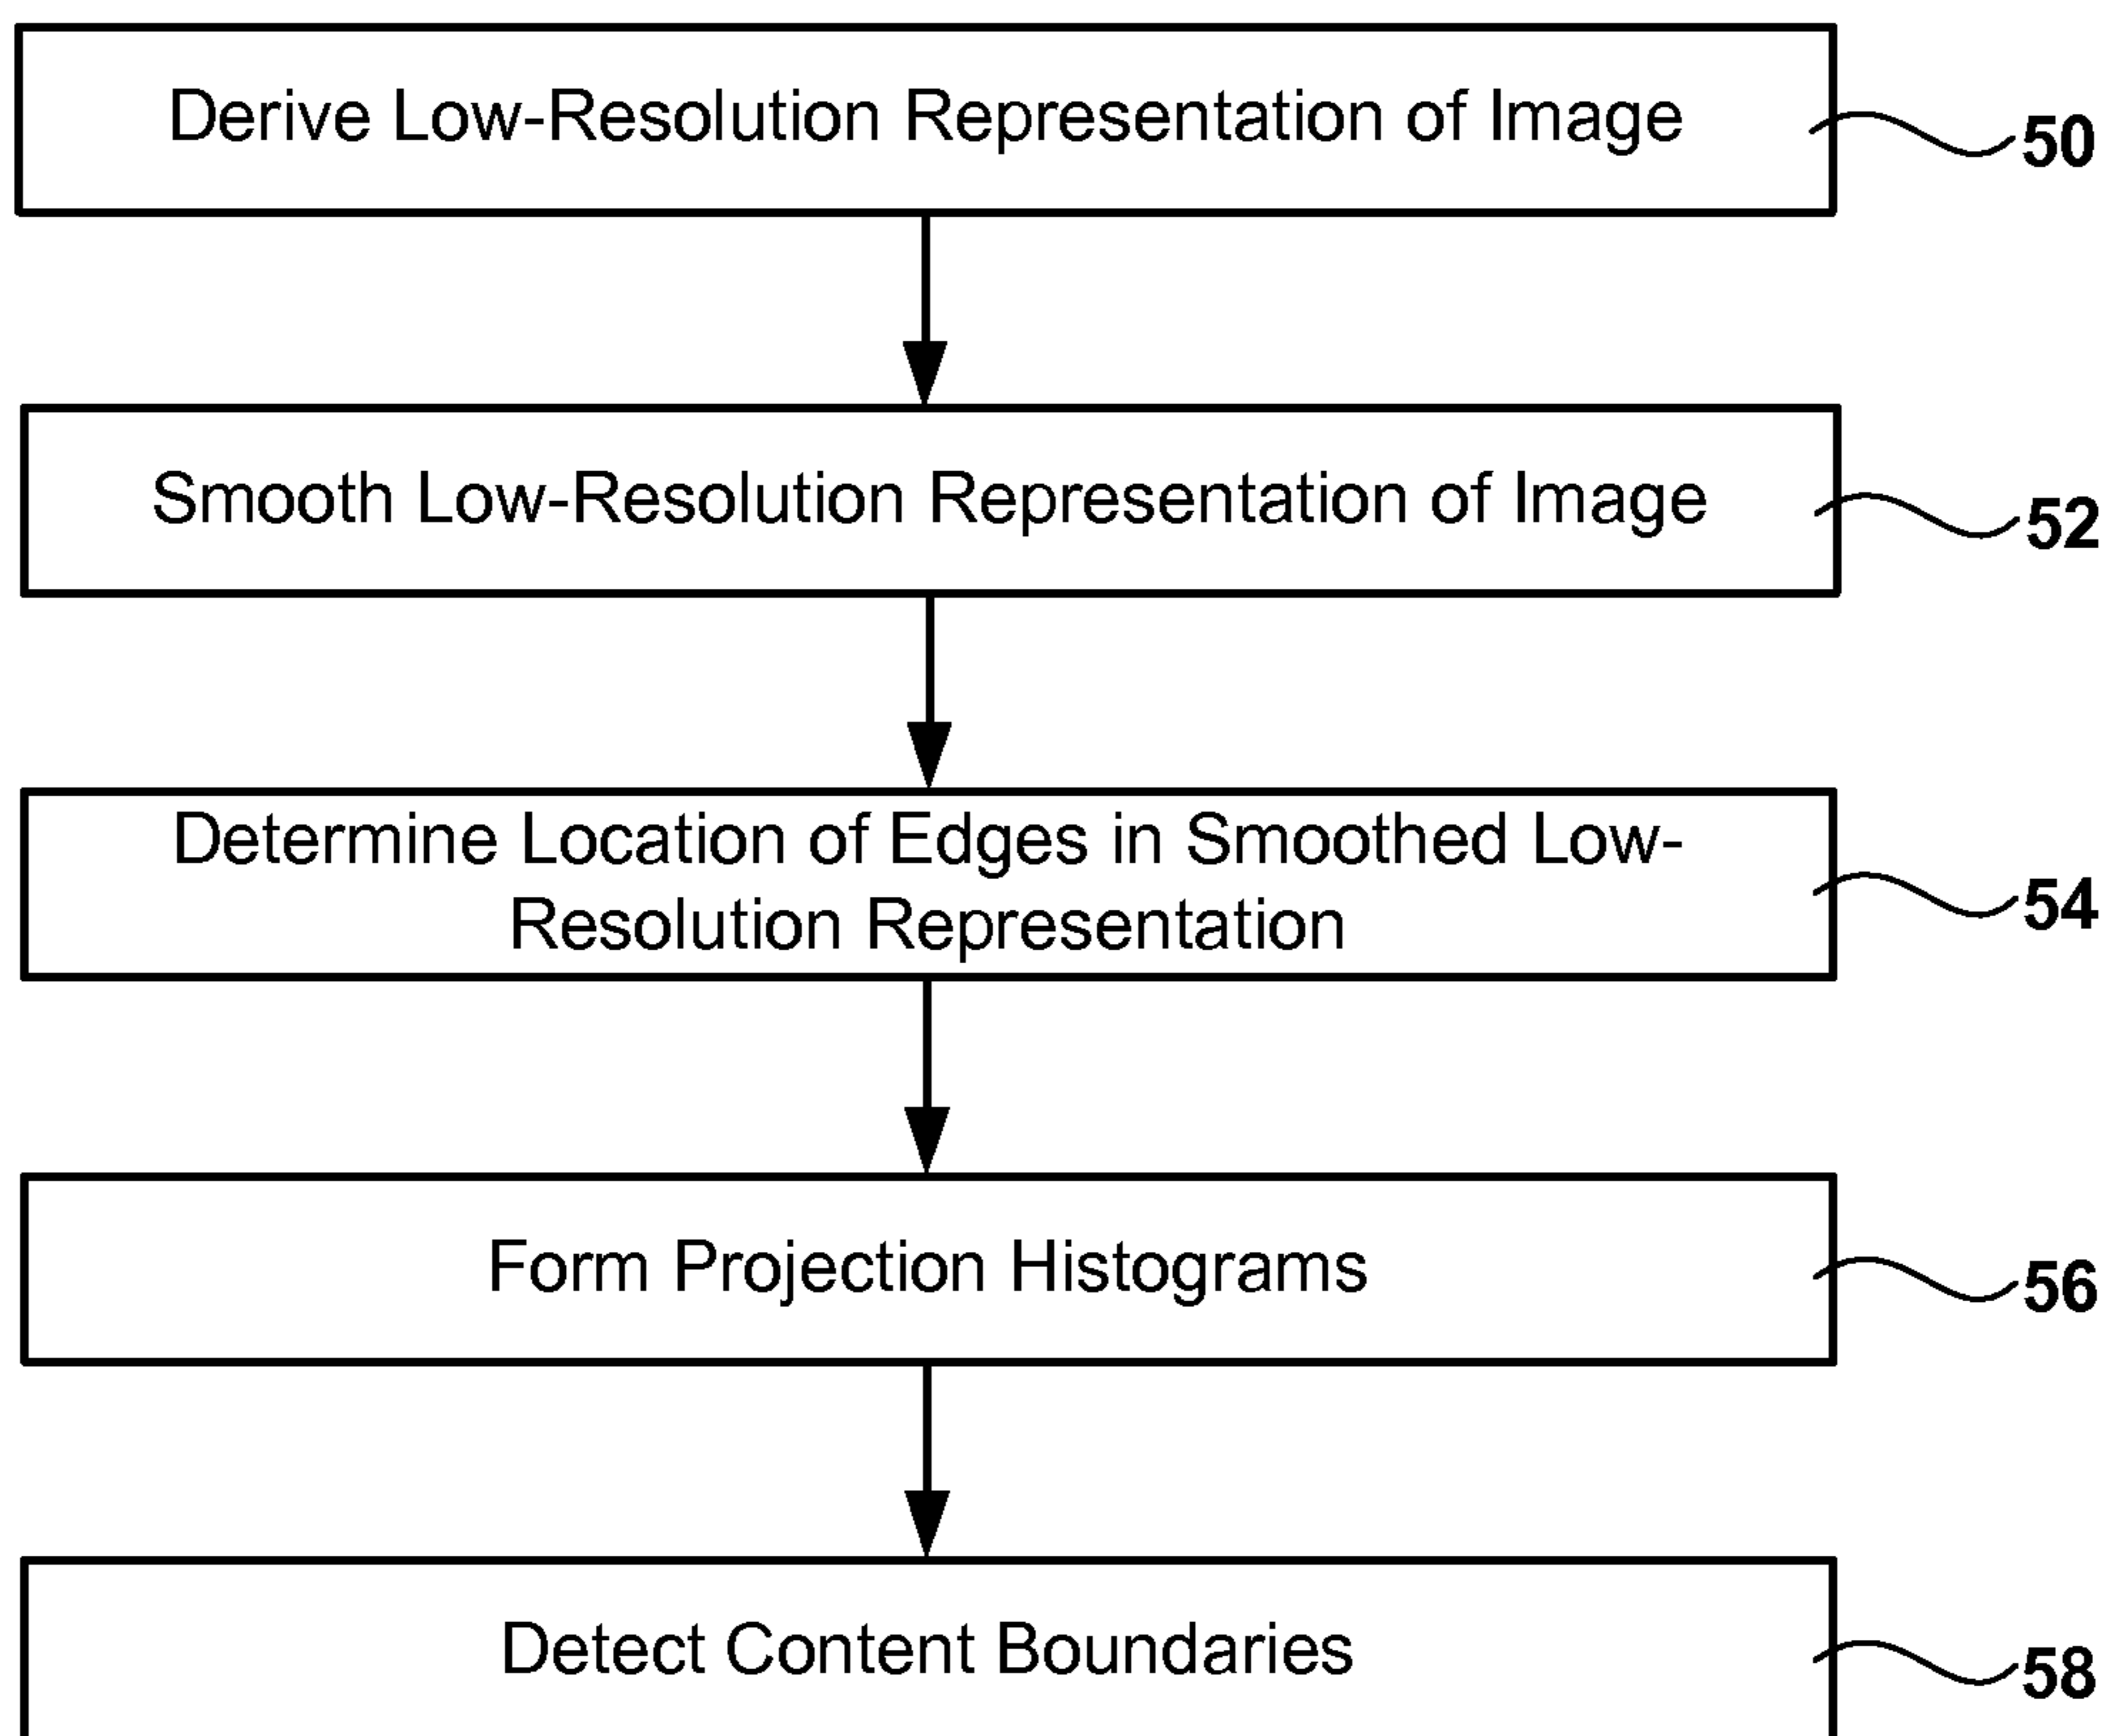 Derive Low-Resolution Representation of Image
50
Smooth Low-Resolution Representation of Image
52
Determine Location of Edges in Smoothed Low-
Resolution Representation
54
Form Projection Histograms
56
Detect Content Boundaries
58